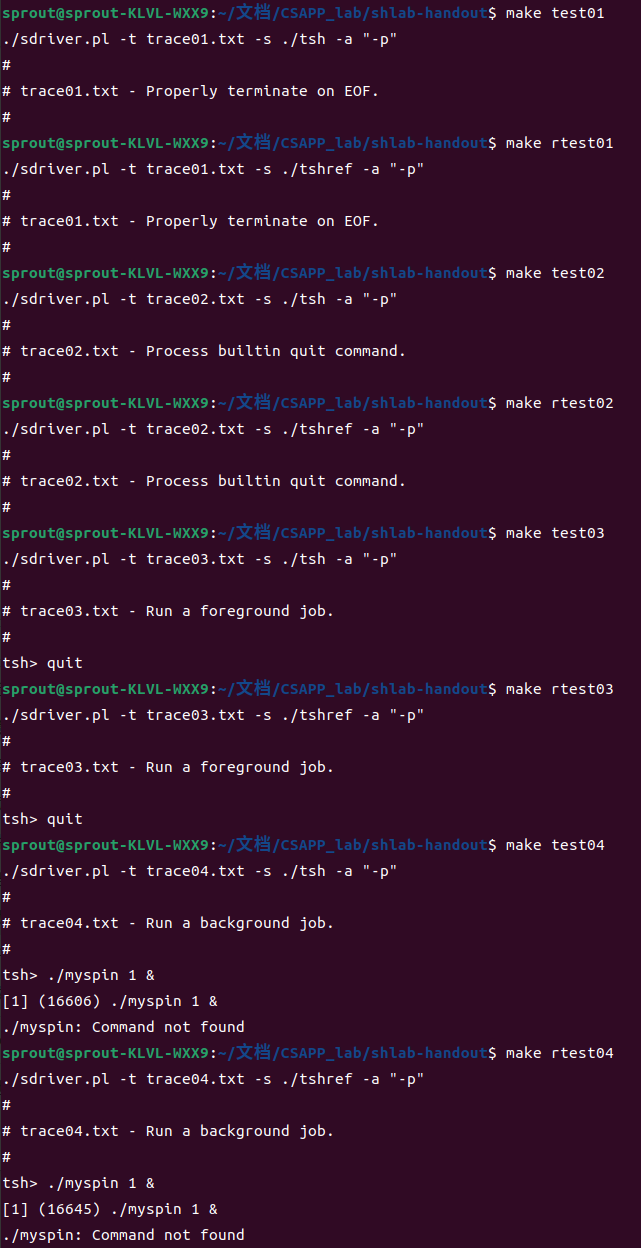 sprout@sprout-KLVL-WXX9:~/文档/CSAPP_lab/shlab-handout$ make test01
./sdriver.pl -t trace01.txt -s ./tsh -a "-p"
#
# trace01.txt - Properly terminate on EOF.
#
sprout@sprout-KLVL-WXX9:~/文档/CSAPP_lab/shlab-handout$ make rtest01
./sdriver.pl -t trace01.txt -s ./tshref -a "-p"
#
# trace01.txt - Properly terminate on EOF.
#
sprout@sprout-KLVL-WXX9:~/文档/CSAPP_lab/shlab-handout$ make test02
./sdriver.pl -t trace02.txt -s ./tsh -a "-p"
#
# trace02.txt - Process builtin quit command.
#
sprout@sprout-KLVL-WXX9:~/文档/CSAPP_lab/shlab-handout$ make rtest02
./sdriver.pl -t trace02.txt -s ./tshref -a "-p"
#
# trace02.txt - Process builtin quit command.
#
sprout@sprout-KLVL-WXX9:~/文档/CSAPP_lab/shlab-handout$ make test03
./sdriver.pl -t trace03.txt -s ./tsh -a "-p"
#
# trace03.txt - Run a foreground job.
#
tsh> quit
sprout@sprout-KLVL-WXX9:~/文档/CSAPP_lab/shlab-handout$ make rtest03
./sdriver.pl -t trace03.txt -s ./tshref -a "-p"
#
# trace03.txt - Run a foreground job.
#
tsh> quit
sprout@sprout-KLVL-WXX9:~/文档/CSAPP_lab/shlab-handout$ make test04
./sdriver.pl -t trace04.txt -s ./tsh -a "-p"
#
# trace04.txt - Run a background job.
#
tsh> ./myspin 1 &
[1] (16606) ./myspin 1 &
./myspin: Command not found
sprout@sprout-KLVL-WXX9:~/文档/CSAPP_lab/shlab-handout$ make rtest04
./sdriver.pl -t trace04.txt -s ./tshref -a "-p"
#
# trace04.txt - Run a background job.
#
tsh> ./myspin 1 &
[1] (16645) ./myspin 1 &
./myspin: Command not found